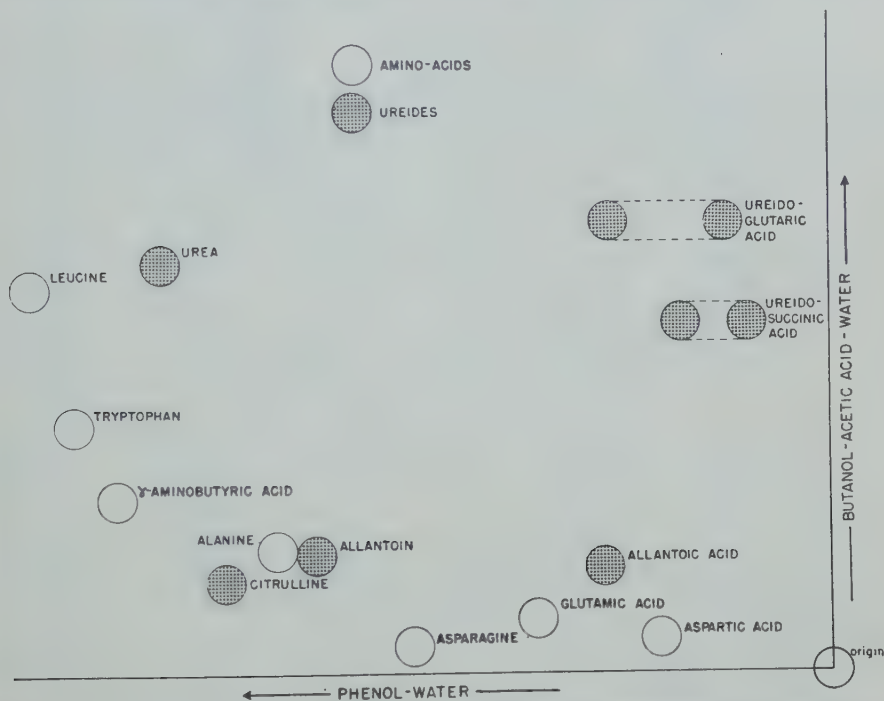 AMINO-ACIDS
UREIDES
UREIDO-
GLUTARIC
ACID
UREA
LEUCINE
UREIDO-
SUCCINIC
ACID
TRYPTOPHAN
γ-AMINOBUTYRIC ACID
ALANINE
ALLANTOIN
ALLANTOIC ACID
CITRULLINE
GLUTAMIC ACID
ASPARAGINE
ASPARTIC ACID
origin
PHENOL-WATER
BUTANOL-ACETIC ACID-WATER